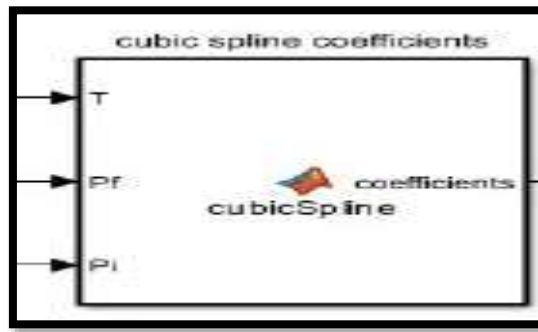 cubic spline coefficients
T
Pf
coefficients
cubicSpline
Pi